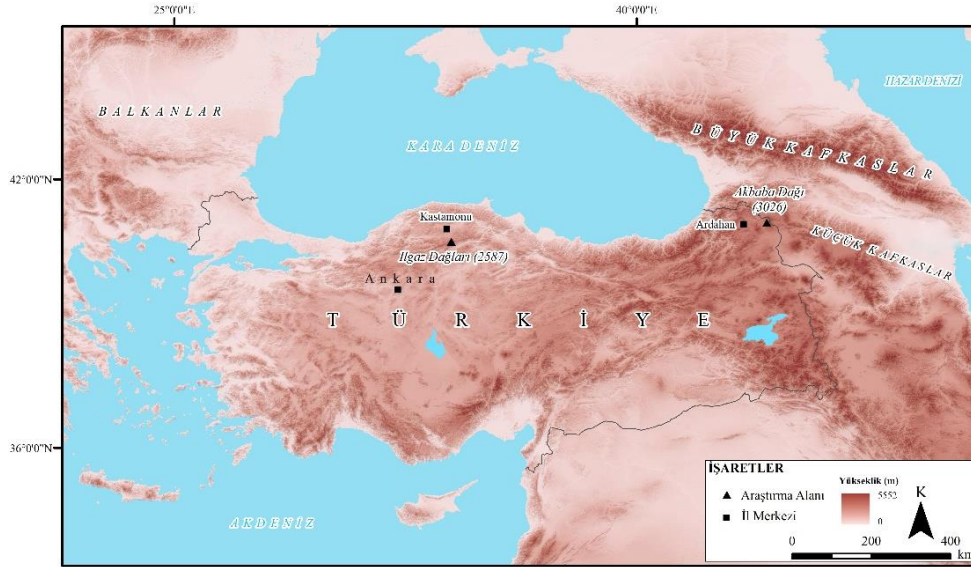 25°0'0"E
40°0'0"E
HAZAR DENİZİ
BALKANLAR
BÜYÜK KAFKASLAR
KARADENİZ
42°0'0"N
Akbaba Dağı
(3026)
Kastamonu
Ardahan
KÜÇÜK KAFKASLAR
Ilgaz Dağları (2587)
Ankara
TÜRKİYE
36°0'0"N
AKDENİZ
İŞARETLER
Araştırma Alanı
İl Merkezi
Yükseklik (m)
5552
0
K
0 200 400
km